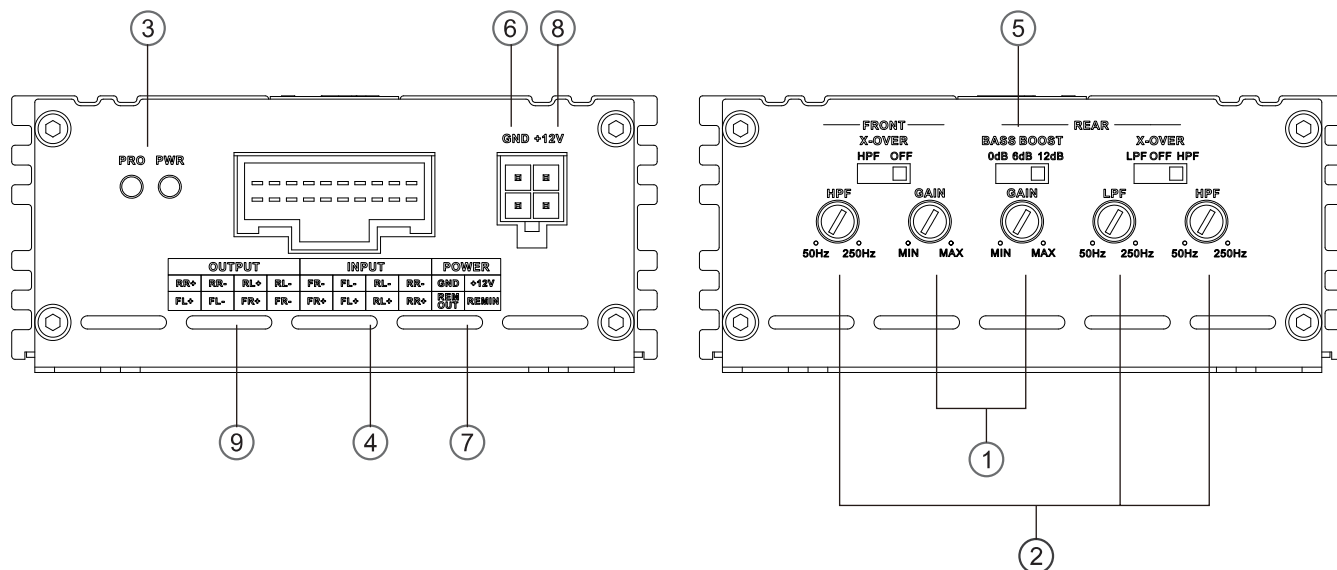 3
6
8
5
GND +12V
PRO PWR
OUTPUT INPUT POWER
RR+ RR- RL+ RL- FR- FL- RL- RR- GND +12V
FL+ FL- FR+ FR- FR+ FL+ RL+ RR+ REM OUT REMIN
9
4
7
FRONT
REAR
X-OVER
BASS BOOST
X-OVER
HPF OFF
0dB 6dB 12dB
LPF OFF HPF
HPF
GAIN
GAIN
LPF
HPF
50Hz 250Hz
MIN MAX
MIN MAX
50Hz 250Hz
50Hz 250Hz
1
2